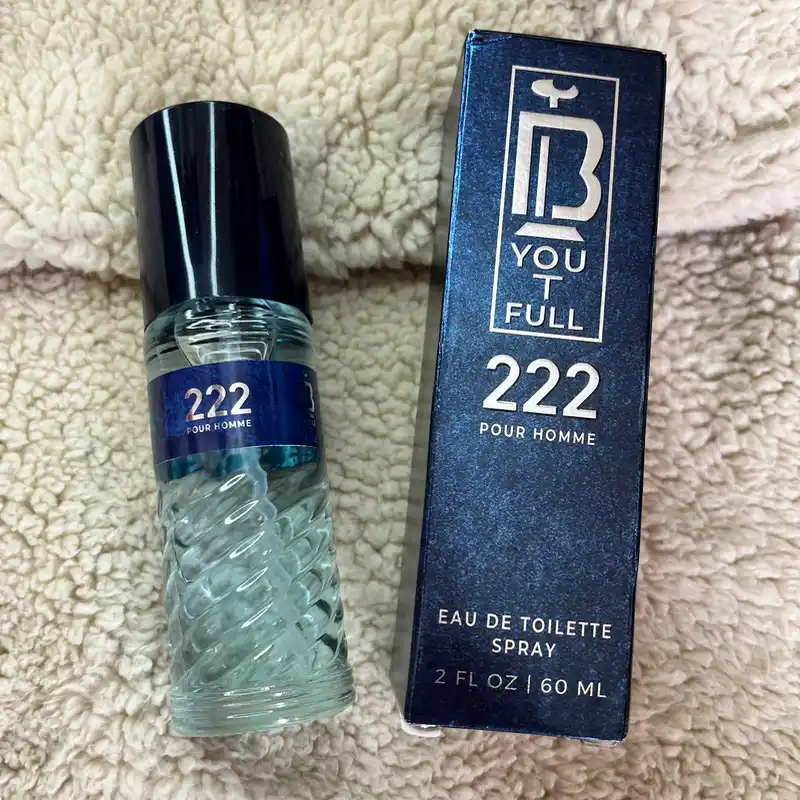 222
POUR HOMME
B
YOU
T
FULL
222
POUR HOMME
EAU DE TOILETTE
SPRAY
2 FL OZ | 60 ML